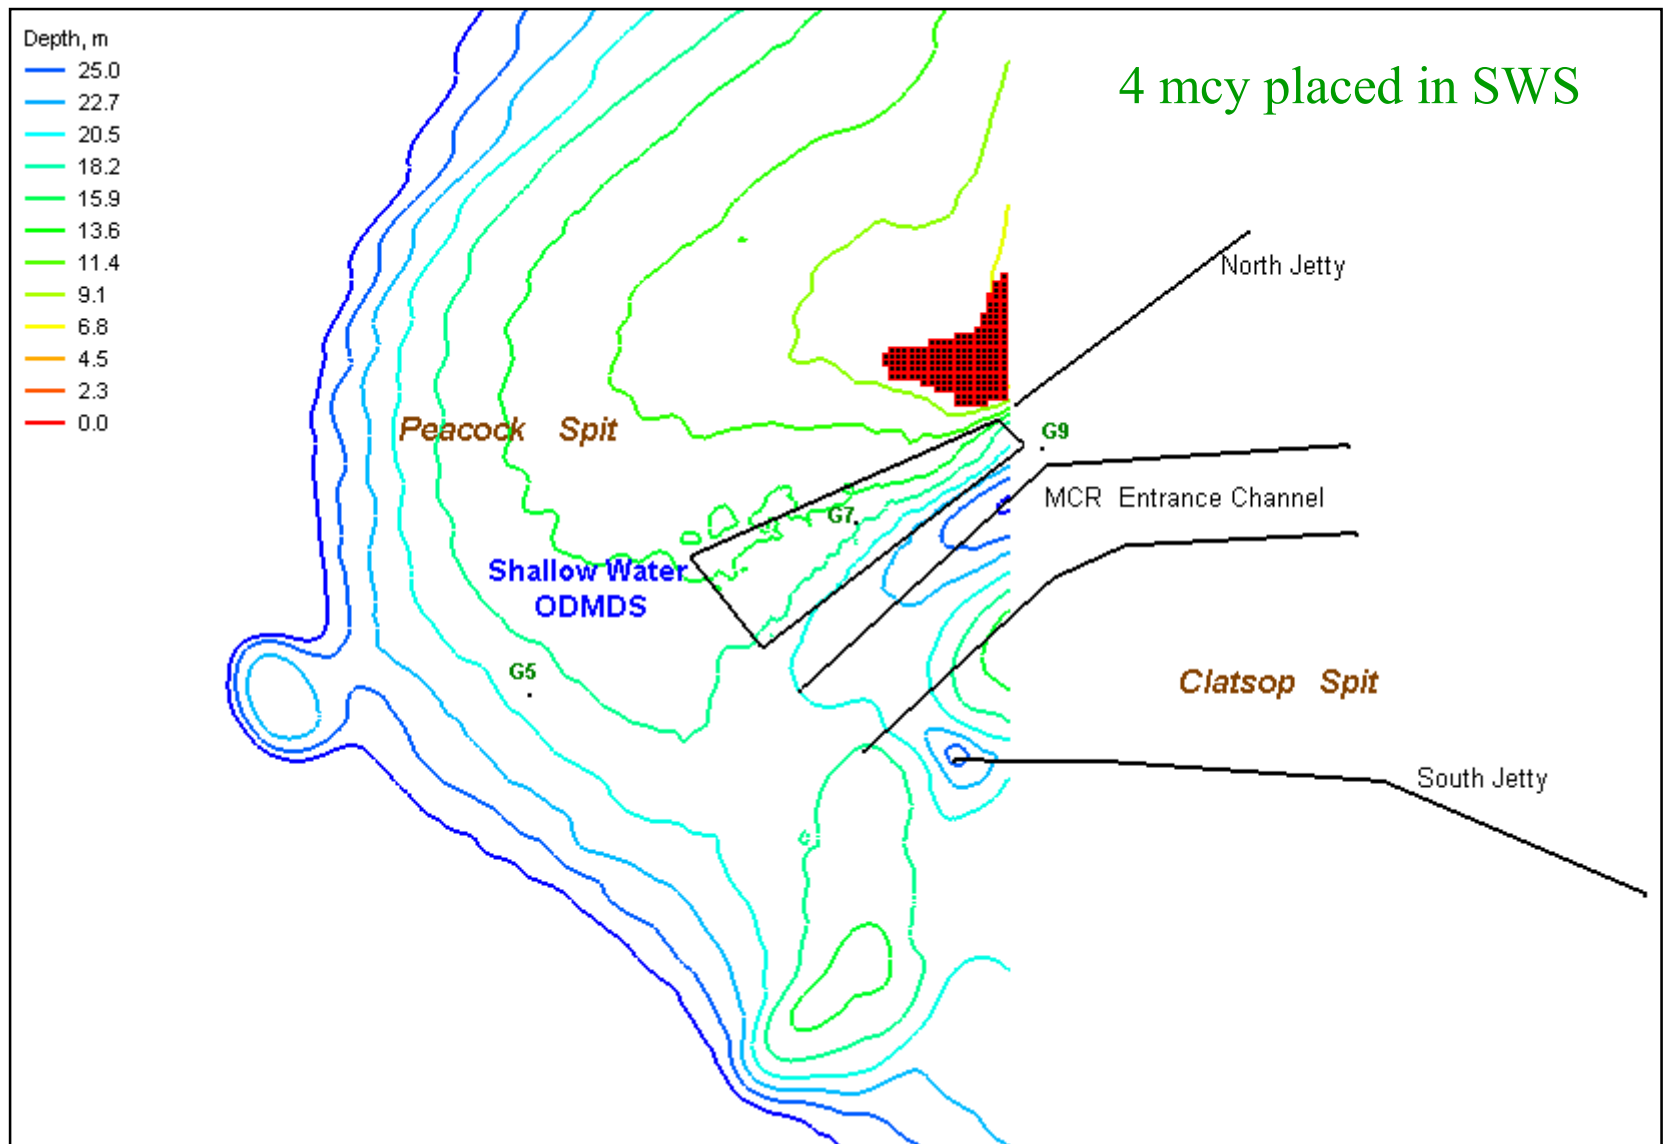 Depth, m
25.0
22.7
20.5
18.2
15.9
13.6
11.4
9.1
6.8
4.5
2.3
0.0
4 mcy placed in SWS
North Jetty
Peacock Spit
G9
MCR Entrance Channel
G7
Shallow Water
ODMDS
G5
Clatsop Spit
South Jetty